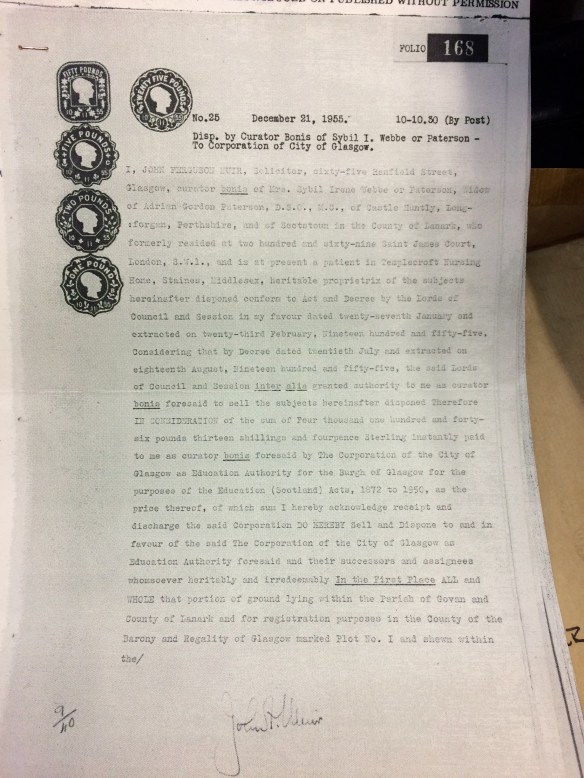 OR PUBLISHED WITHOUT PERMISSION
FOLIO 168
FIFTY POUNDS
TWENTY FIVE POUNDS
FIVE POUNDS
TWO POUNDS
ONE POUND
No.25 December 21, 1955. 10-10.30 (By Post)
Disp. by Curator Bonis of Sybil I. Webbe or Paterson -
To Corporation of City of Glasgow.
I, JOHN FERGUSON MUIR, Solicitor, sixty-five Renfield Street,
Glasgow, curator bonis of Mrs. Sybil Irene Webbe or Paterson, Widow
of Adrian Gordon Paterson, D.S.O., M.C., of Castle Huntly, Long-
:forgan, Perthshire, and of Scotstoun in the County of Lanark, who
formerly resided at two hundred and sixty-nine Saint James Court,
London, S.W.1., and is at present a patient in Templecroft Nursing
Home, Staines, Middlesex, heritable proprietrix of the subjects
hereinafter disponed conform to Act and Decree by the Lords of
Council and Session in my favour dated twenty-seventh January and
extracted on twenty-third February, Nineteen hundred and fifty-five,
Considering that by Decree dated twentieth July and extracted on
eighteenth August, Nineteen hundred and fifty-five, the said Lords
of Council and Session inter alia granted authority to me as curator
bonis foresaid to sell the subjects hereinafter disponed Therefore
IN CONSIDERATION of the sum of Four thousand one hundred and forty-
six pounds thirteen shillings and fourpence Sterling instantly paid
to me as curator bonis foresaid by The Corporation of the City of
Glasgow as Education Authority for the Burgh of Glasgow for the
purposes of the Education (Scotland) Acts, 1872 to 1950, as the
price thereof, of which sum I hereby acknowledge receipt and
discharge the said Corporation DO HEREBY Sell and Dispone to and in
favour of the said The Corporation of the City of Glasgow as
Education Authority foresaid and their successors and assignees
whomsoever heritably and irredeemably In the First Place ALL and
WHOLE that portion of ground lying within the Parish of Govan and
County of Lanark and for registration purposes in the County of the
Barony and Regality of Glasgow marked Plot No. I and shewn within
the/
9/40
John F. Muir